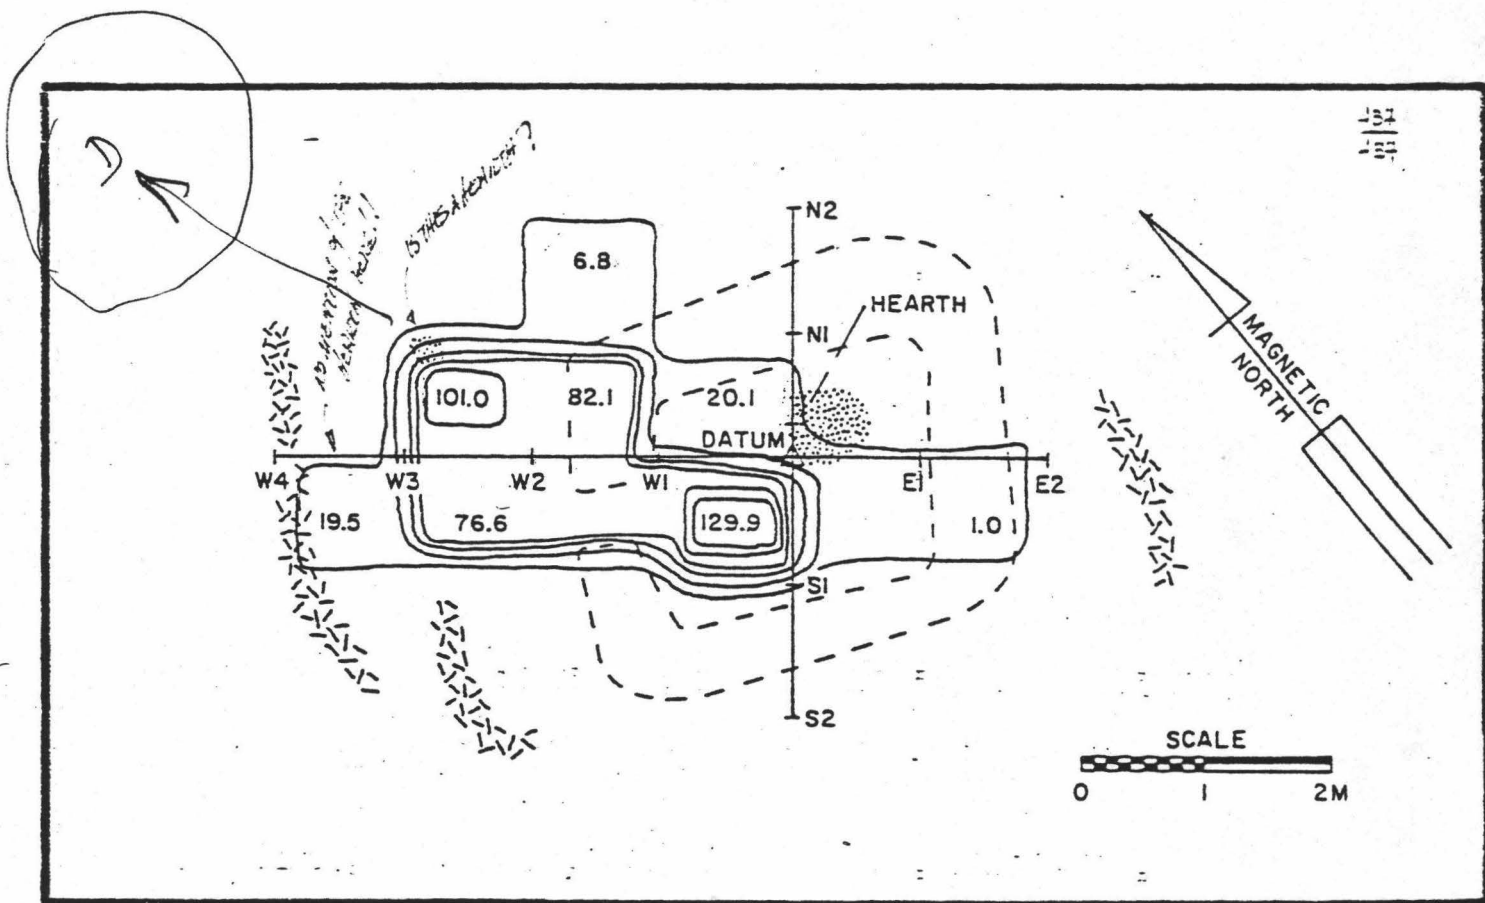 N2
6.8
HEARTH
IS THIS A HEARTH?
N1
MAGNETIC
NORTH
101.0
82.1
20.1
DATUM
W4
W3
W2
W1
E1
E2
19.5
76.6
129.9
1.0
S1
S2
SCALE
0 1 2M